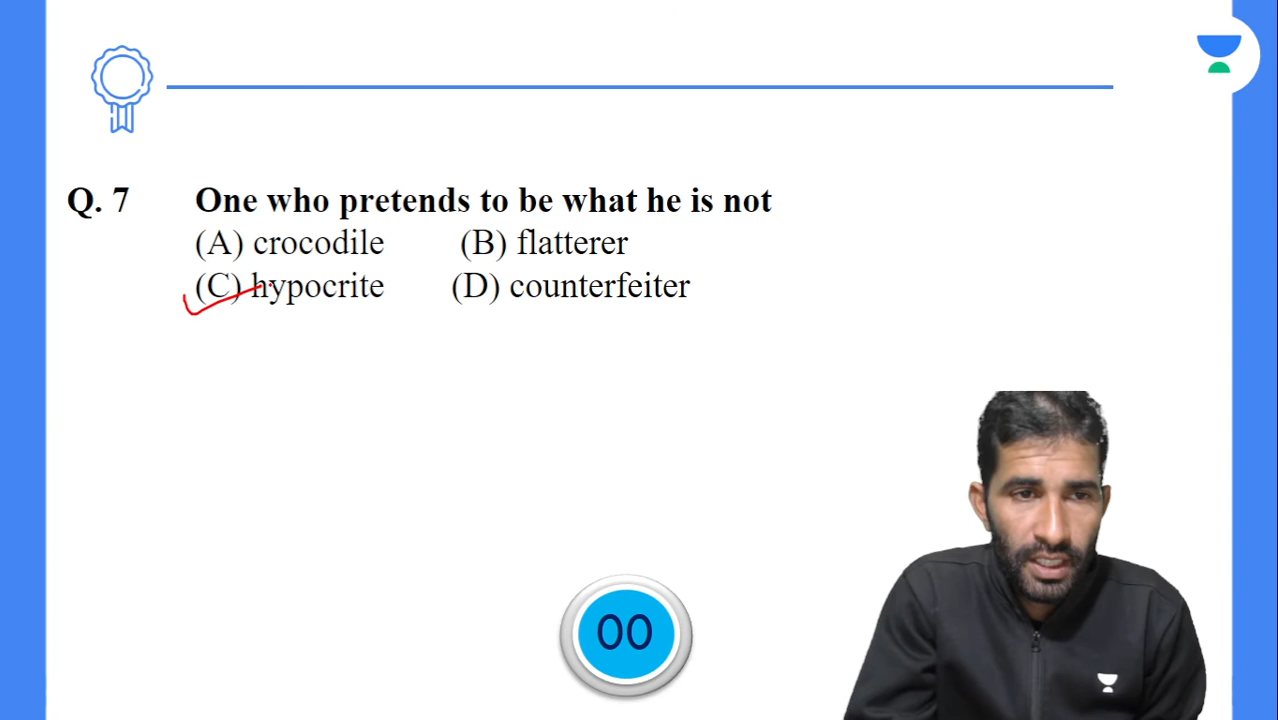 Q. 7 One who pretends to be what he is not
(A) crocodile (B) flatterer
(C) hypocrite (D) counterfeiter
00